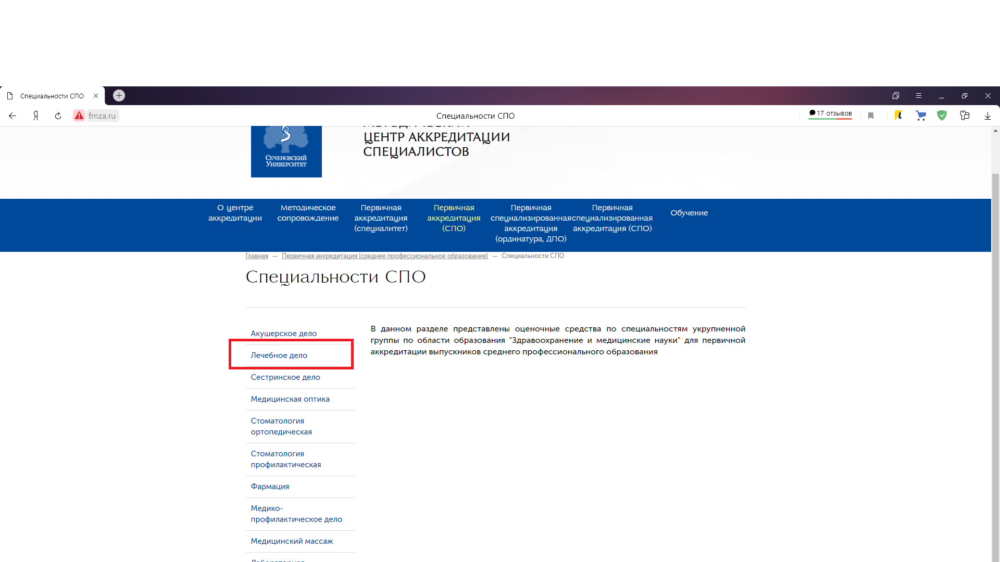 Специальности СПО
fmza.ru
Специальности СПО
17 отзывов
ЦЕНТР АККРЕДИТАЦИИ
СПЕЦИАЛИСТОВ
СЕЧЕНОВСКИЙ
УНИВЕРСИТЕТ
О центре
аккредитации
Методическое
сопровождение
Первичная
аккредитация
(специалитет)
Первичная
аккредитация
(СПО)
Первичная
специализированная
аккредитация
(ординатура, ДПО)
Первичная
специализированная
аккредитация (СПО)
Обучение
Главная — Первичная аккредитация (среднее профессиональное образование) — Специальности СПО
Специальности СПО
Акушерское дело
Лечебное дело
Сестринское дело
Медицинская оптика
Стоматология
ортопедическая
Стоматология
профилактическая
Фармация
Медико-
профилактическое дело
Медицинский массаж
В данном разделе представлены оценочные средства по специальностям укрупненной
группы по области образования "Здравоохранение и медицинские науки" для первичной
аккредитации выпускников среднего профессионального образования